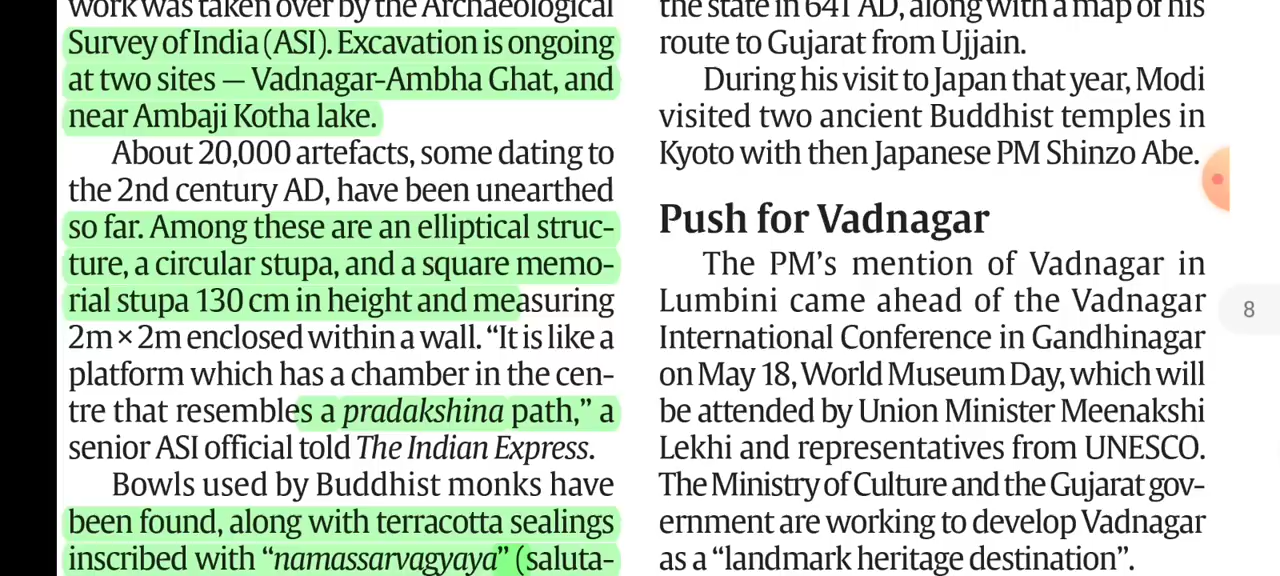 work was taken over by the Archaeological
Survey of India (ASI). Excavation is ongoing
at two sites — Vadnagar-Ambha Ghat, and
near Ambaji Kotha lake.
About 20,000 artefacts, some dating to
the 2nd century AD, have been unearthed
so far. Among these are an elliptical struc-
ture, a circular stupa, and a square memo-
rial stupa 130 cm in height and measuring
2m × 2m enclosed within a wall. “It is like a
platform which has a chamber in the cen-
tre that resembles a pradakshina path,” a
senior ASI official told The Indian Express.
Bowls used by Buddhist monks have
been found, along with terracotta sealings
inscribed with “namassarvagyaya” (saluta-
the state in 641 AD, along with a map of his
route to Gujarat from Ujjain.
During his visit to Japan that year, Modi
visited two ancient Buddhist temples in
Kyoto with then Japanese PM Shinzo Abe.
Push for Vadnagar
The PM’s mention of Vadnagar in
Lumbini came ahead of the Vadnagar
International Conference in Gandhinagar
on May 18, World Museum Day, which will
be attended by Union Minister Meenakshi
Lekhi and representatives from UNESCO.
The Ministry of Culture and the Gujarat gov-
ernment are working to develop Vadnagar
as a “landmark heritage destination”.
8